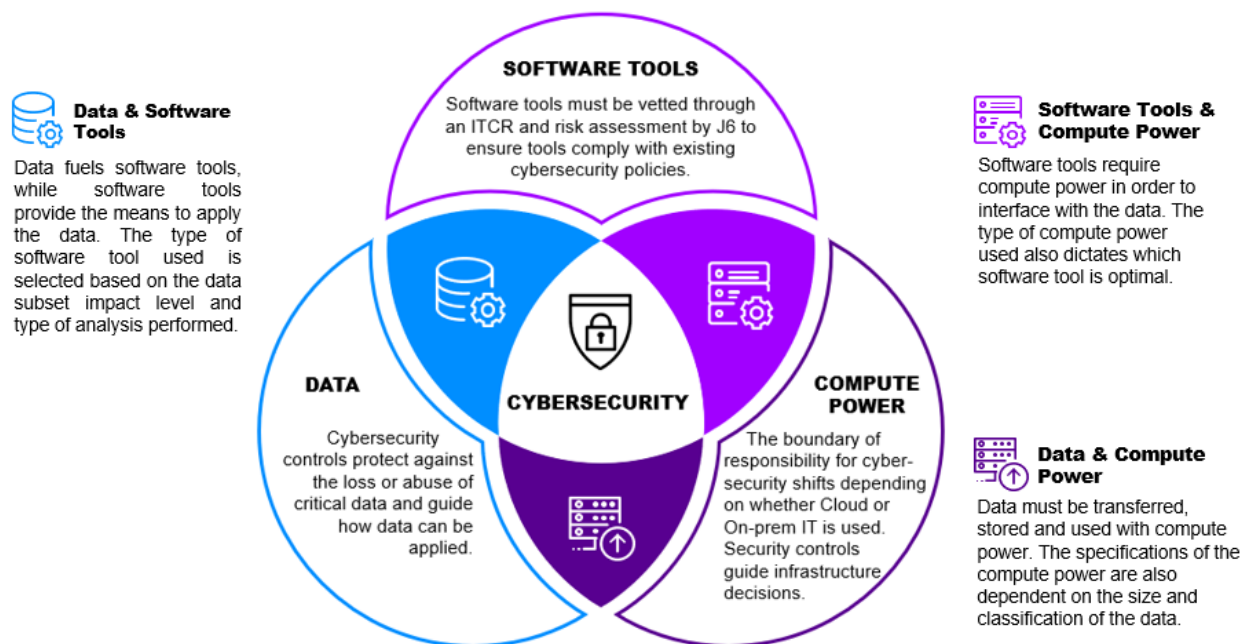 SOFTWARE TOOLS
Software tools must be vetted through
an ITCR and risk assessment by J6 to
ensure tools comply with existing
cybersecurity policies.
Data & Software
Tools
Data fuels software tools,
while software tools
provide the means to apply
the data. The type of
software tool used is
selected based on the data
subset impact level and
type of analysis performed.
Software Tools &
Compute Power
Software tools require
compute power in order to
interface with the data. The
type of compute power
used also dictates which
software tool is optimal.
CYBERSECURITY
DATA
Cybersecurity
controls protect against
the loss or abuse of
critical data and guide
how data can be
applied.
COMPUTE
POWER
The boundary of
responsibility for cyber-
security shifts depending
on whether Cloud or
On-prem IT is used.
Security controls
guide infrastructure
decisions.
Data & Compute
Power
Data must be transferred,
stored and used with compute
power. The specifications of the
compute power are also
dependent on the size and
classification of the data.